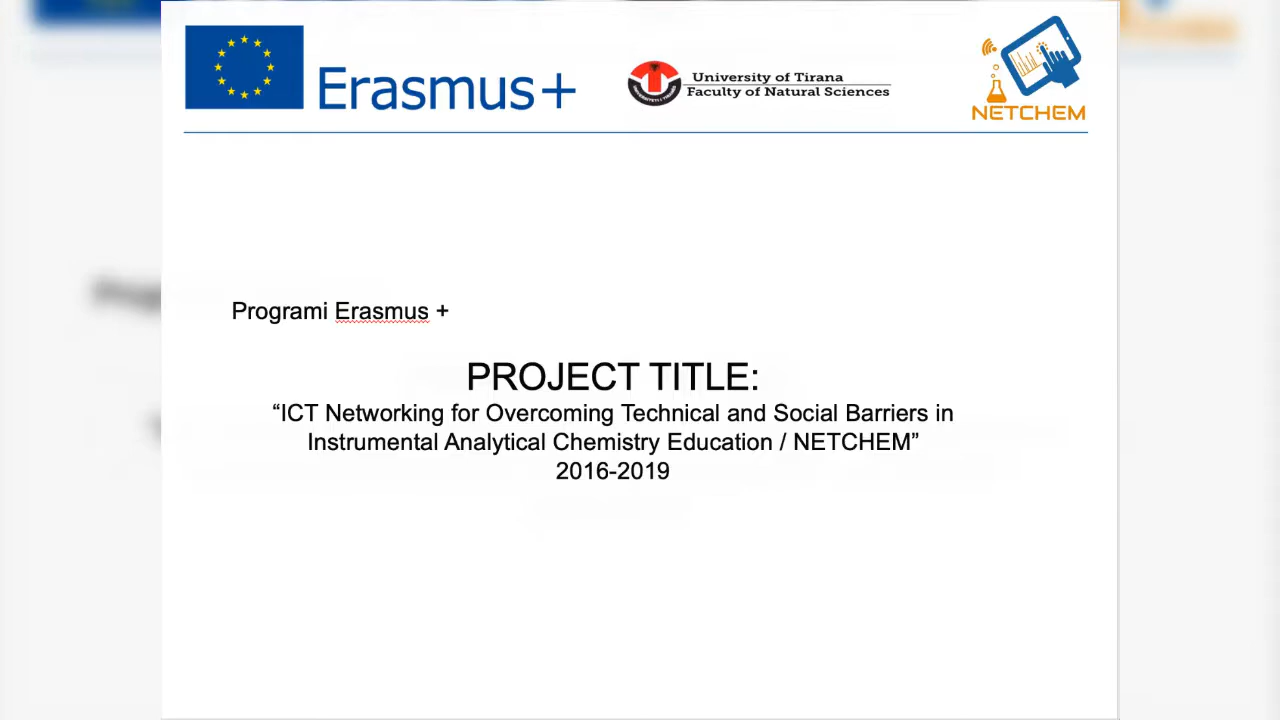 Erasmus+
University of Tirana
Faculty of Natural Sciences
NETCHEM
Programi Erasmus +
PROJECT TITLE:
“ICT Networking for Overcoming Technical and Social Barriers in
Instrumental Analytical Chemistry Education / NETCHEM”
2016-2019